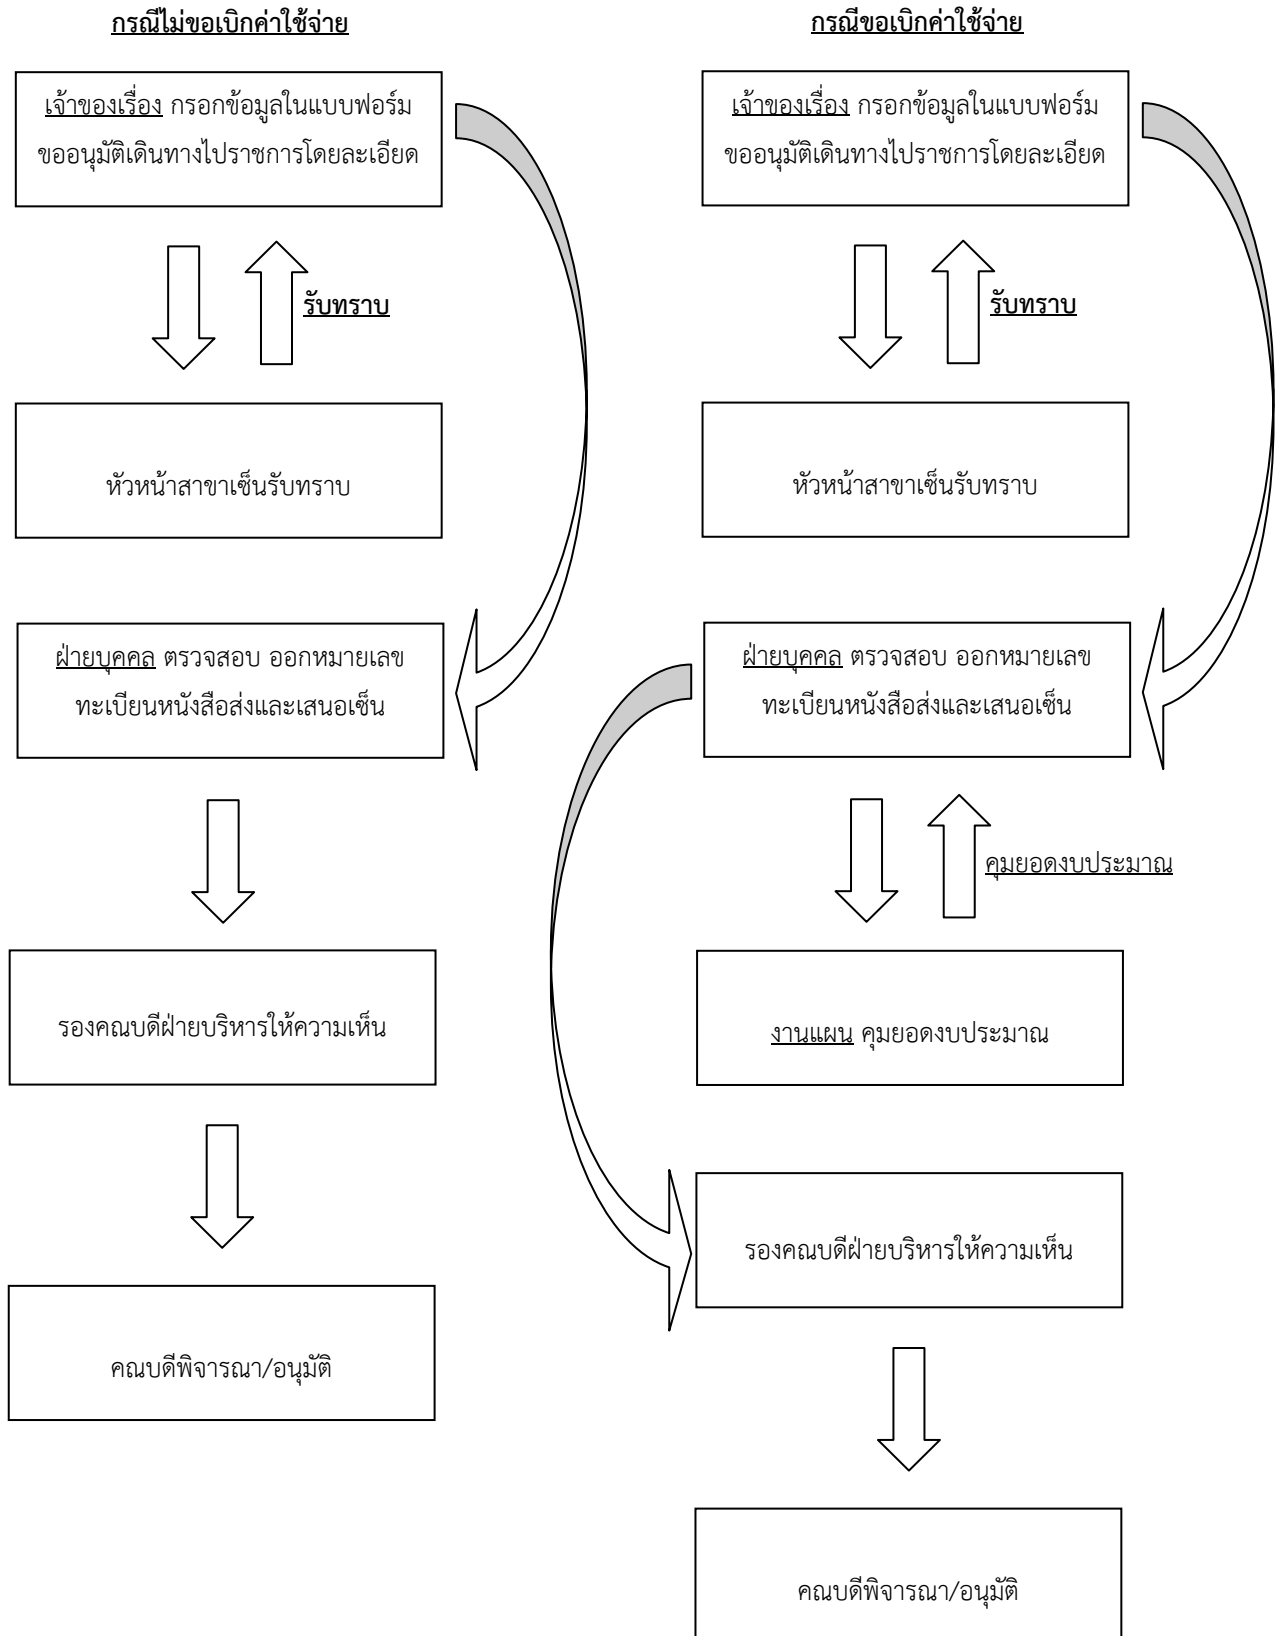 กรณีไม่ขอเบิกค่าใช้จ่าย
เจ้าของเรื่อง กรอกข้อมูลในแบบฟอร์ม
ขออนุมัติเดินทางไปราชการโดยละเอียด
รับทราบ
หัวหน้าสาขาเซ็นรับทราบ
ฝ่ายบุคคล ตรวจสอบ ออกหมายเลข
ทะเบียนหนังสือส่งและเสนอเซ็น
รองคณบดีฝ่ายบริหารให้ความเห็น
คณบดีพิจารณา/อนุมัติ
กรณีขอเบิกค่าใช้จ่าย
เจ้าของเรื่อง กรอกข้อมูลในแบบฟอร์ม
ขออนุมัติเดินทางไปราชการโดยละเอียด
รับทราบ
หัวหน้าสาขาเซ็นรับทราบ
ฝ่ายบุคคล ตรวจสอบ ออกหมายเลข
ทะเบียนหนังสือส่งและเสนอเซ็น
คุมยอดงบประมาณ
งานแผน คุมยอดงบประมาณ
รองคณบดีฝ่ายบริหารให้ความเห็น
คณบดีพิจารณา/อนุมัติ